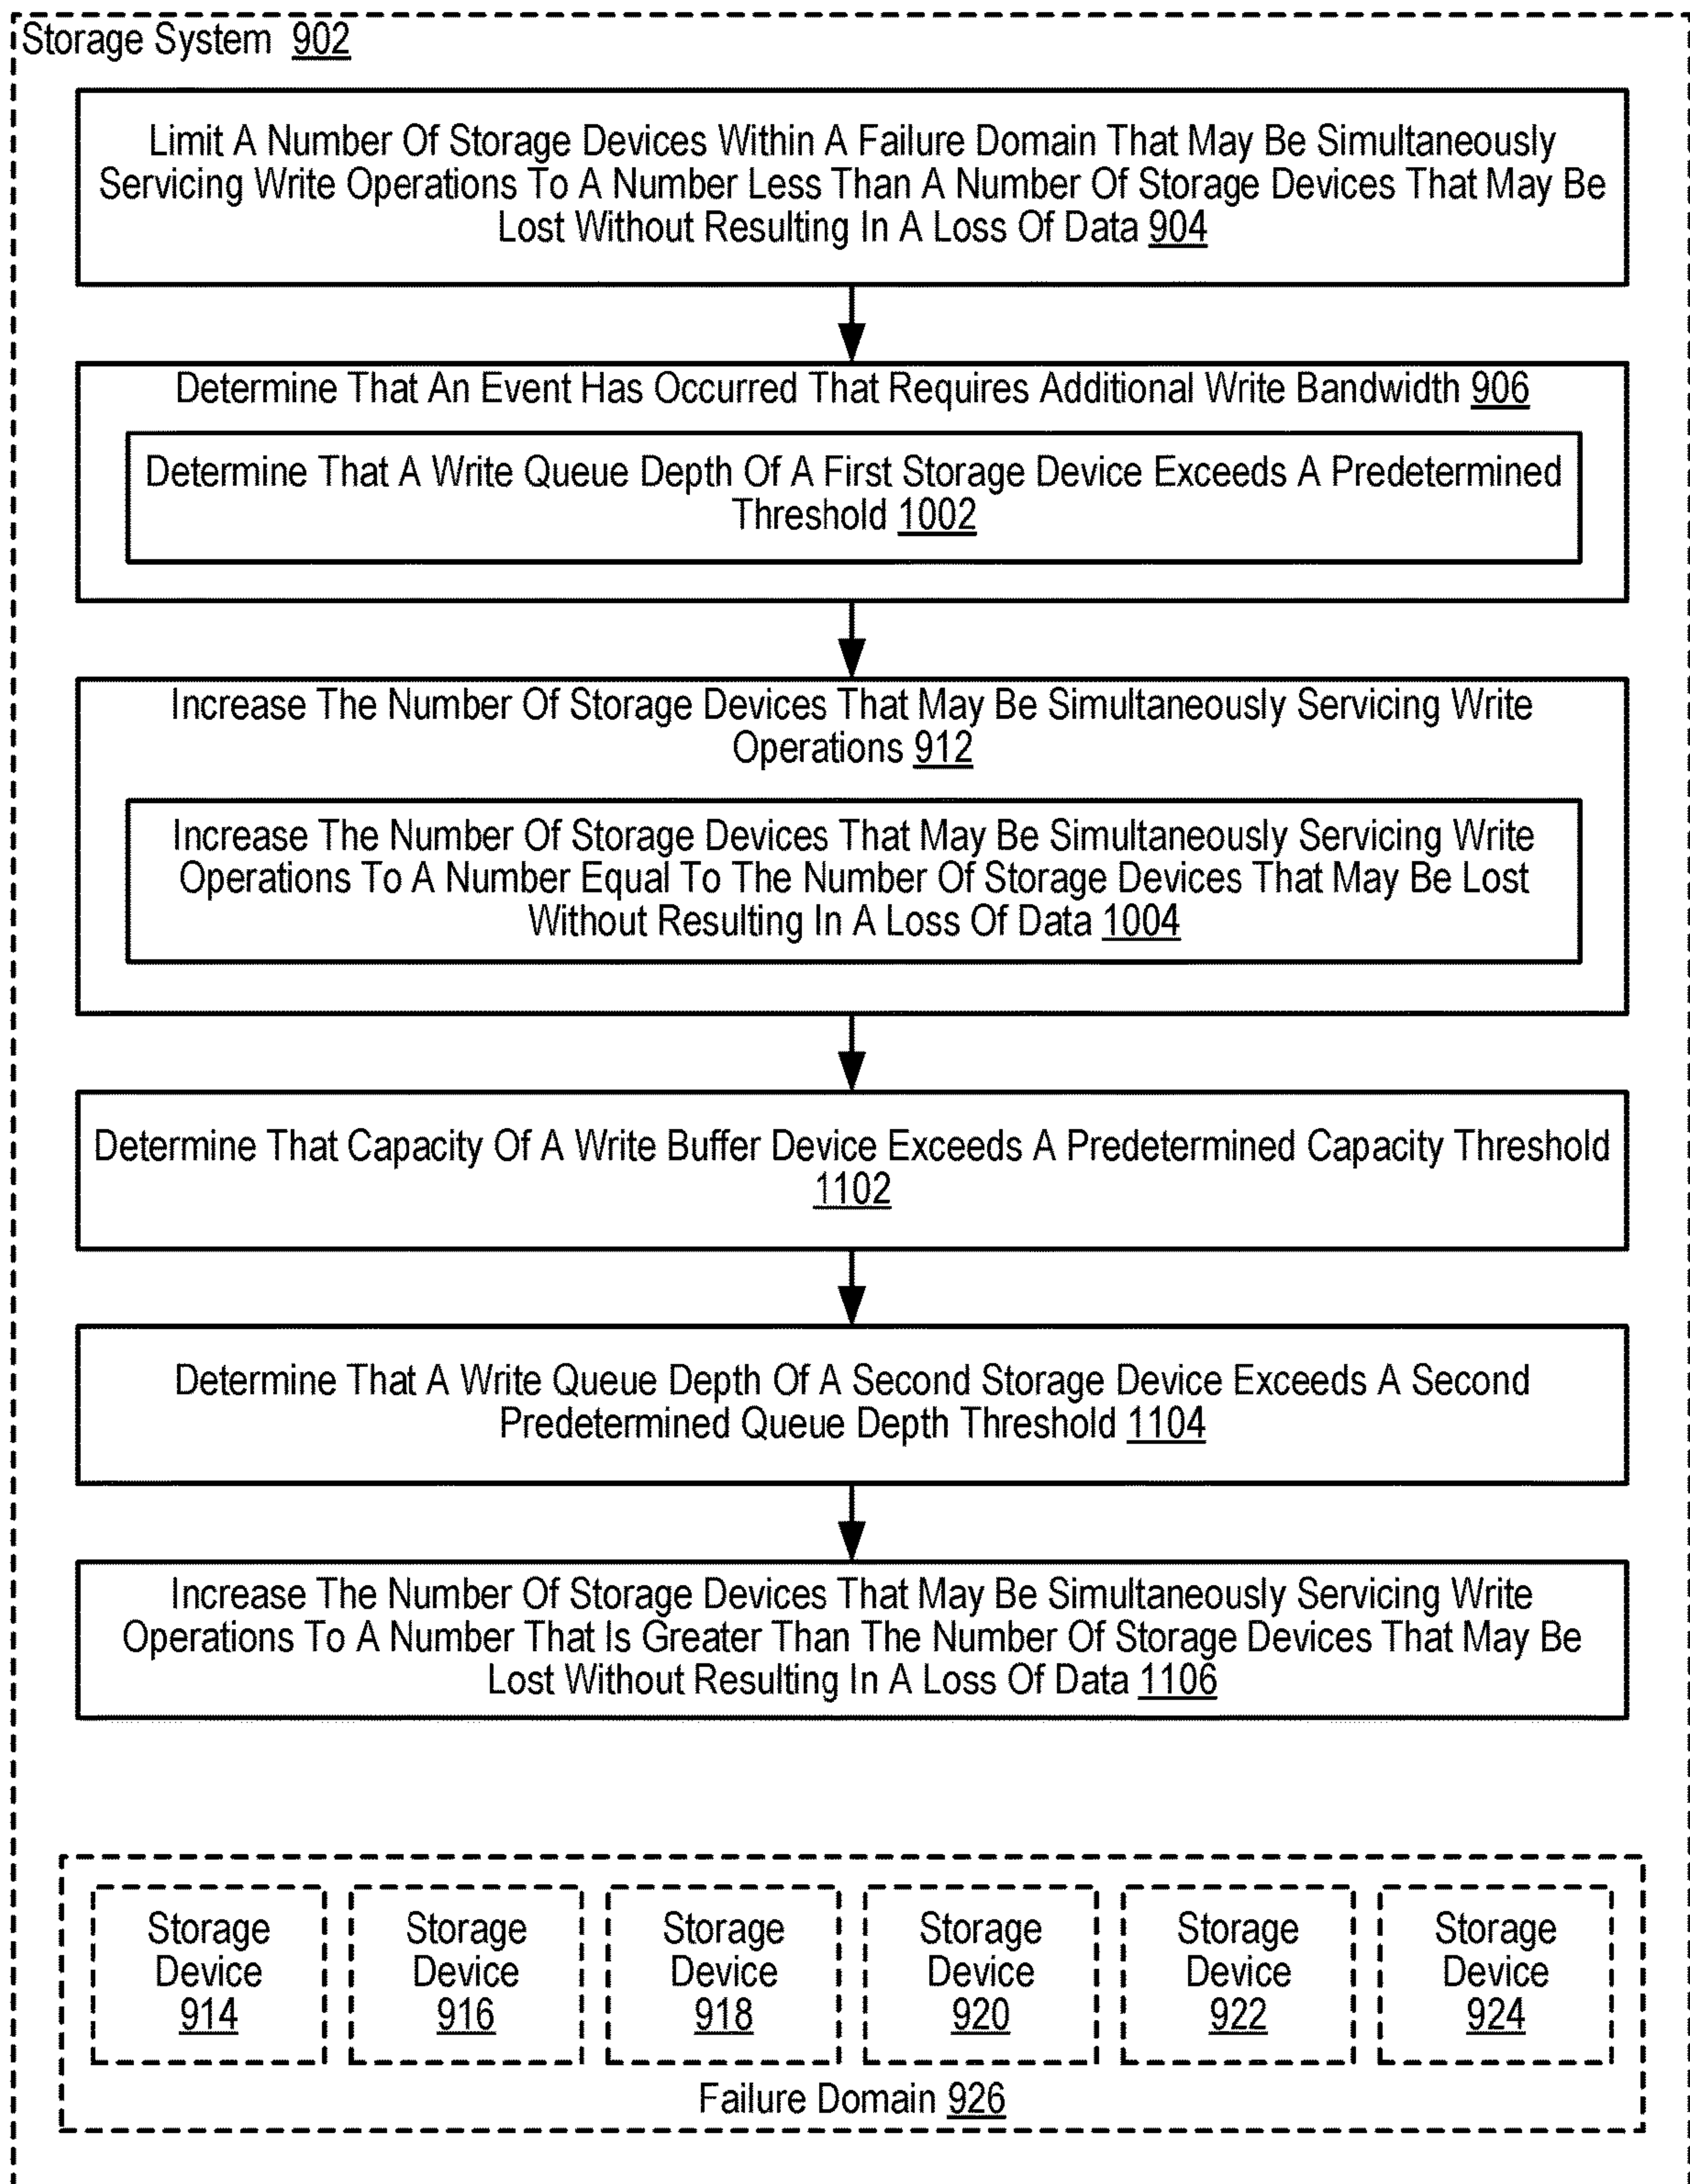 Storage System 902
Limit A Number Of Storage Devices Within A Failure Domain That May Be Simultaneously
Servicing Write Operations To A Number Less Than A Number Of Storage Devices That May Be
Lost Without Resulting In A Loss Of Data 904
Determine That An Event Has Occurred That Requires Additional Write Bandwidth 906
Determine That A Write Queue Depth Of A First Storage Device Exceeds A Predetermined
Threshold 1002
Increase The Number Of Storage Devices That May Be Simultaneously Servicing Write
Operations 912
Increase The Number Of Storage Devices That May Be Simultaneously Servicing Write
Operations To A Number Equal To The Number Of Storage Devices That May Be Lost
Without Resulting In A Loss Of Data 1004
Determine That Capacity Of A Write Buffer Device Exceeds A Predetermined Capacity Threshold
1102
Determine That A Write Queue Depth Of A Second Storage Device Exceeds A Second
Predetermined Queue Depth Threshold 1104
Increase The Number Of Storage Devices That May Be Simultaneously Servicing Write
Operations To A Number That Is Greater Than The Number Of Storage Devices That May Be
Lost Without Resulting In A Loss Of Data 1106
Storage
Device
914
Storage
Device
916
Storage
Device
918
Storage
Device
920
Storage
Device
922
Storage
Device
924
Failure Domain 926